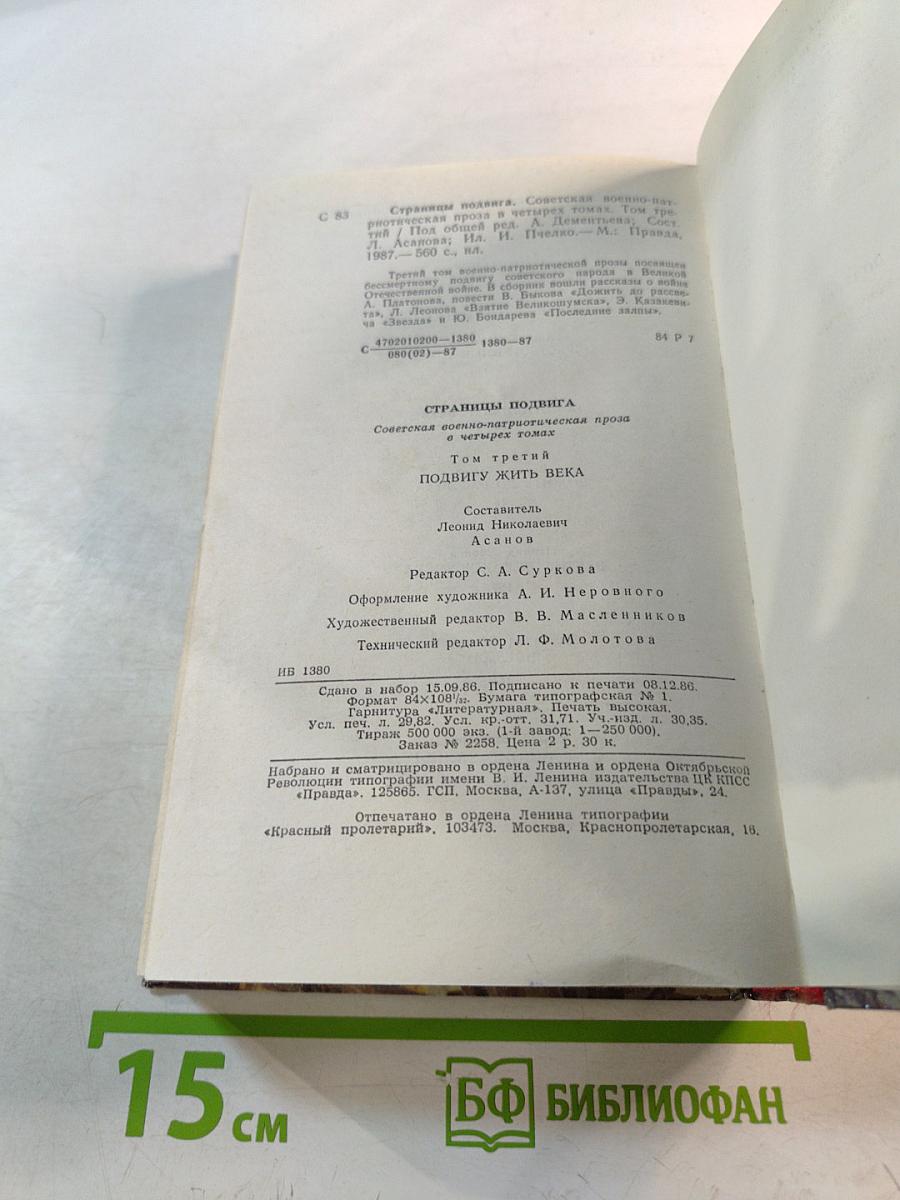 С 83
Страницы подвига. Советская военно-пат-
риотическая проза в четырех томах. Том тре-
тий / Под общей ред. А. Дементьева; Сост.
Л. Асанова; Ил. И. Пчелко.— М.: Правда,
1987.— 560 с., ил.
Третий том военно-патриотической прозы посвящен
бессмертному подвигу советского народа в Великой
Отечественной войне. В сборник вошли рассказы о войне
А. Платонова, повести В. Быкова «Дожить до рассве-
та», Л. Леонова «Взятие Великошумска», Э. Казакеви-
ча «Звезда» и Ю. Бондарева «Последние залпы».
С 4702010200—1380 / 080(02)—87 1380—87
84 Р 7
СТРАНИЦЫ ПОДВИГА
Советская военно-патриотическая проза
в четырех томах
Том третий
ПОДВИГУ ЖИТЬ ВЕКА
Составитель
Леонид Николаевич
Асанов
Редактор С. А. Суркова
Оформление художника А. И. Неровного
Художественный редактор В. В. Масленников
Технический редактор Л. Ф. Молотова
ИБ 1380
Сдано в набор 15.09.86. Подписано к печати 08.12.86.
Формат 84×108¹/₃₂. Бумага типографская № 1.
Гарнитура «Литературная». Печать высокая.
Усл. печ. л. 29,82. Усл. кр.-отт. 31,71. Уч.-изд. л. 30,35.
Тираж 500 000 экз. (1-й завод: 1—250 000).
Заказ № 2258. Цена 2 р. 30 к.
Набрано и сматрицировано в ордена Ленина и ордена Октябрьской
Революции типографии имени В. И. Ленина издательства ЦК КПСС
«Правда». 125865. ГСП, Москва, А-137, улица «Правды», 24.
Отпечатано в ордена Ленина типографии
«Красный пролетарий». 103473. Москва, Краснопролетарская, 16.
15 см
БФ БИБЛИОФАН